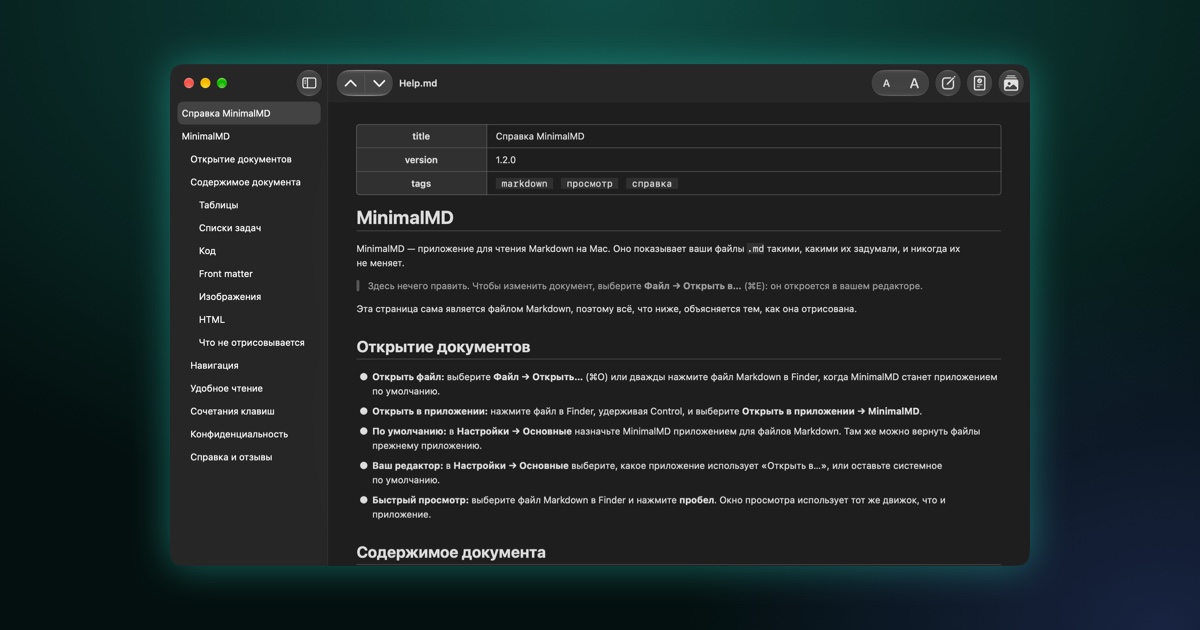 Help.md
A A
Справка MinimalMD
MinimalMD
Открытие документов
Содержимое документа
Таблицы
Списки задач
Код
Front matter
Изображения
HTML
Что не отрисовывается
Навигация
Удобное чтение
Сочетания клавиш
Конфиденциальность
Справка и отзывы
title Справка MinimalMD
version 1.2.0
tags markdown просмотр справка
MinimalMD
MinimalMD — приложение для чтения Markdown на Mac. Оно показывает ваши файлы .md такими, какими их задумали, и никогда их
не меняет.
Здесь нечего править. Чтобы изменить документ, выберите Файл → Открыть в... (⌘E): он откроется в вашем редакторе.
Эта страница сама является файлом Markdown, поэтому всё, что ниже, объясняется тем, как она отрисована.
Открытие документов
● Открыть файл: выберите Файл → Открыть... (⌘O) или дважды нажмите файл Markdown в Finder, когда MinimalMD станет приложением
по умолчанию.
● Открыть в приложении: нажмите файл в Finder, удерживая Control, и выберите Открыть в приложении → MinimalMD.
● По умолчанию: в Настройки → Основные назначьте MinimalMD приложением для файлов Markdown. Там же можно вернуть файлы
прежнему приложению.
● Ваш редактор: в Настройки → Основные выберите, какое приложение использует «Открыть в...», или оставьте системное
по умолчанию.
● Быстрый просмотр: выберите файл Markdown в Finder и нажмите пробел. Окно просмотра использует тот же движок, что и
приложение.
Содержимое документа